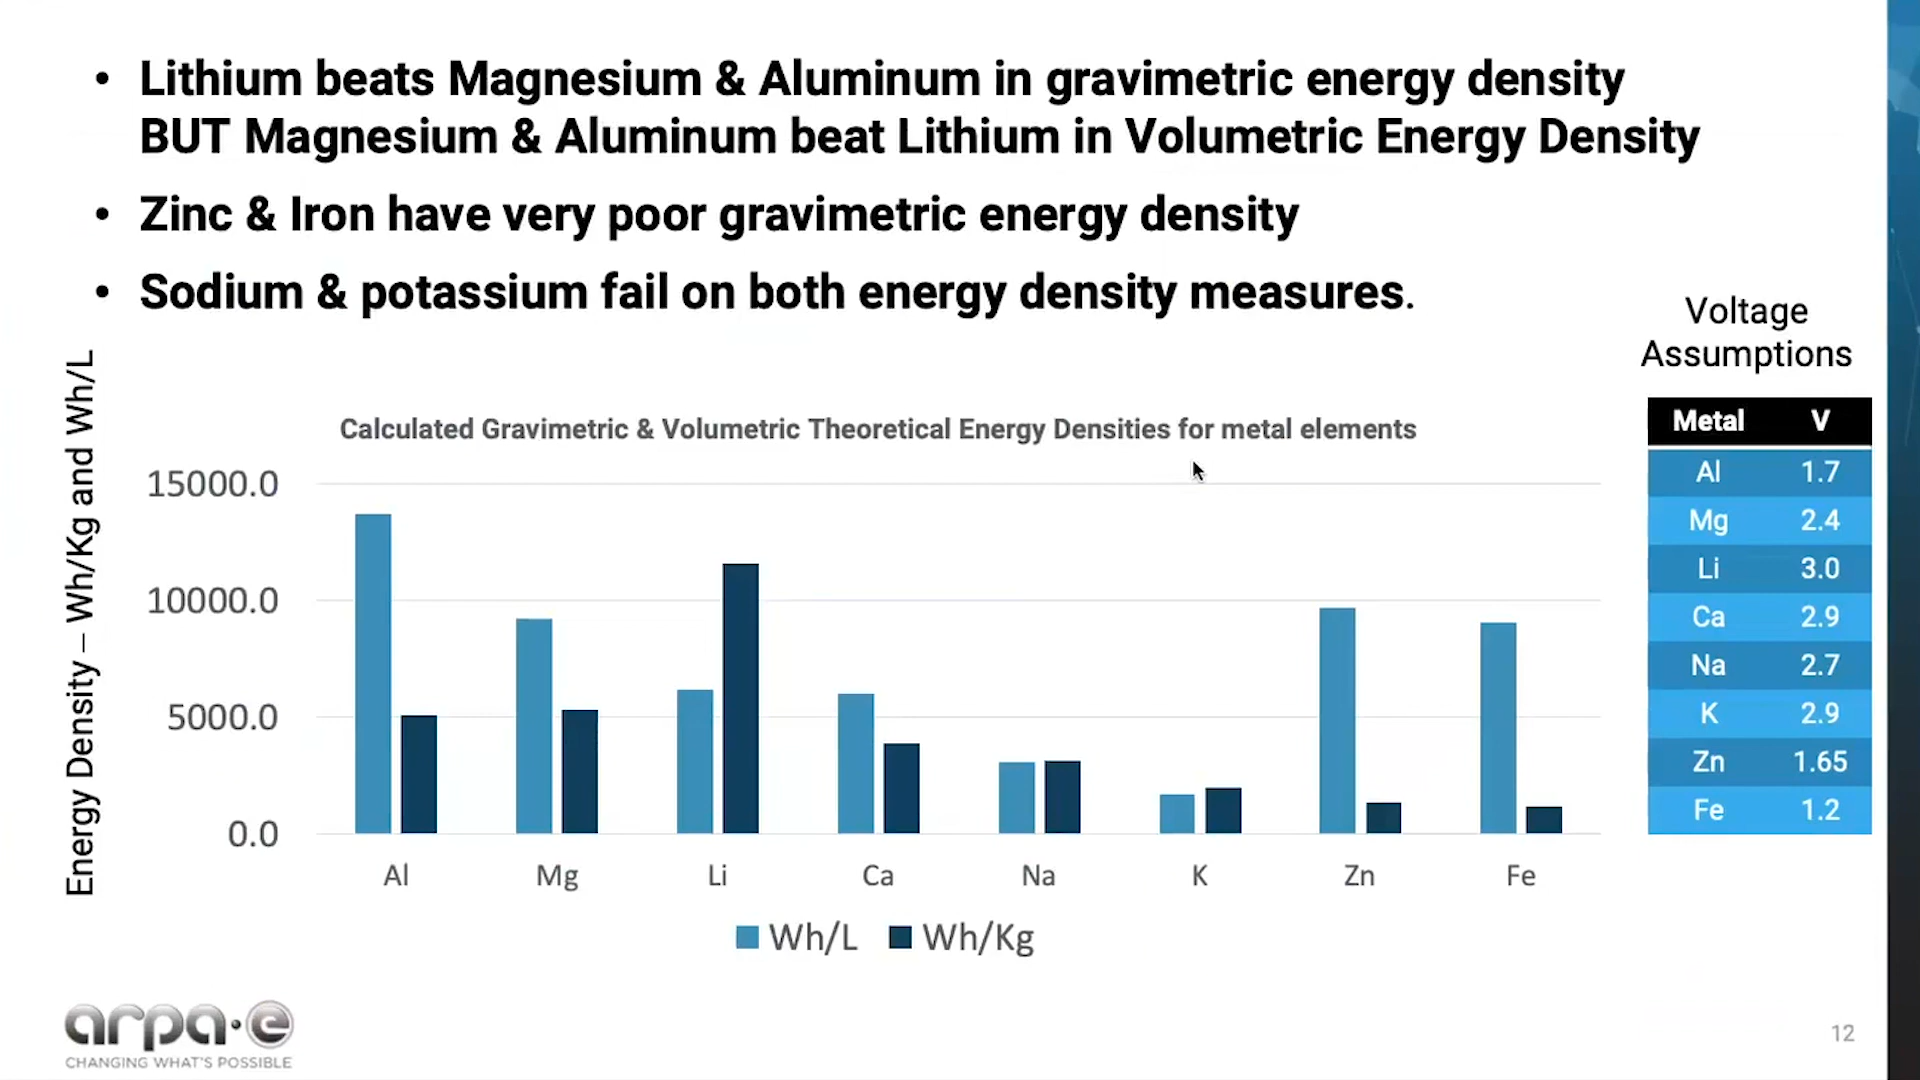 • Lithium beats Magnesium & Aluminum in gravimetric energy density
BUT Magnesium & Aluminum beat Lithium in Volumetric Energy Density
• Zinc & Iron have very poor gravimetric energy density
• Sodium & potassium fail on both energy density measures.
Voltage
Assumptions
Metal V
Al 1.7
Mg 2.4
Li 3.0
Ca 2.9
Na 2.7
K 2.9
Zn 1.65
Fe 1.2
Energy Density – Wh/Kg and Wh/L
Calculated Gravimetric & Volumetric Theoretical Energy Densities for metal elements
15000.0
10000.0
5000.0
0.0
Al Mg Li Ca Na K Zn Fe
Wh/L Wh/Kg
arpa·e
CHANGING WHAT'S POSSIBLE
12